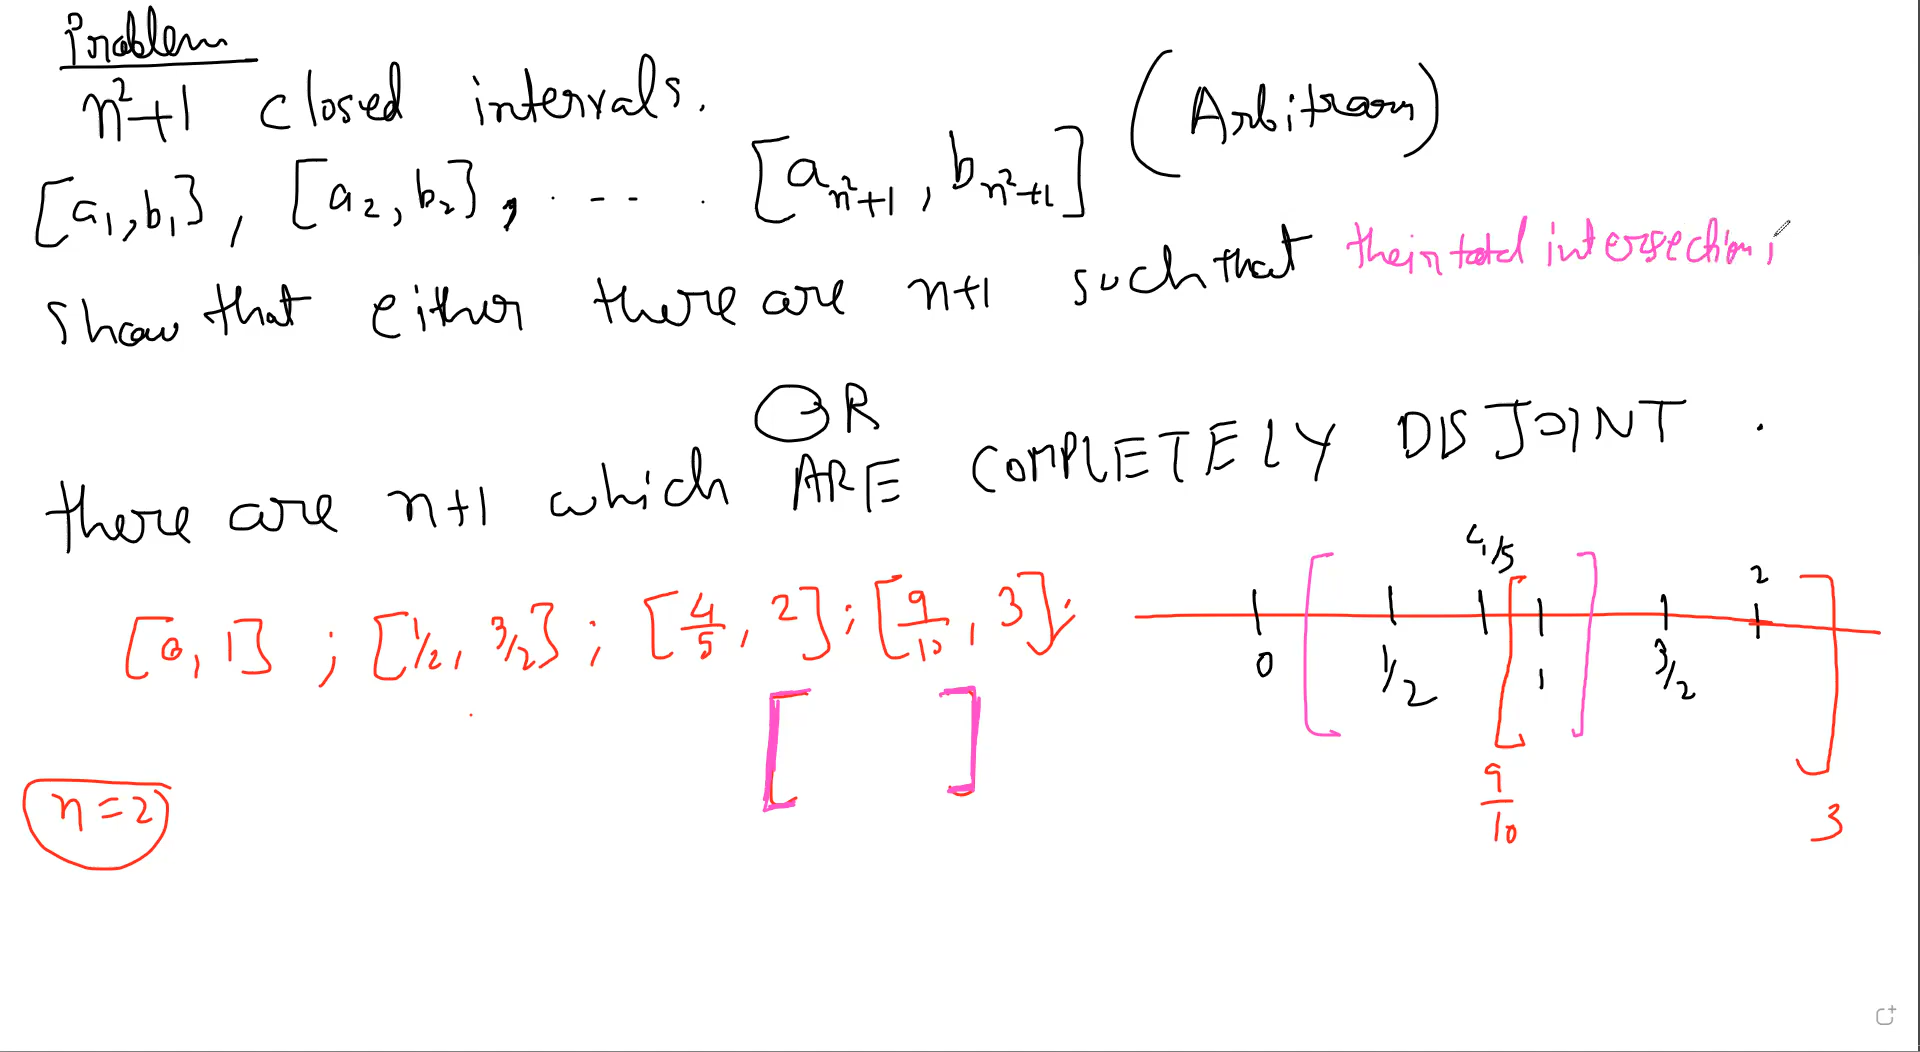 Problem
n²+1 closed intervals. (Arbitrary)
[a₁,b₁], [a₂,b₂], ..... [aₙ²₊₁, bₙ²₊₁]
show that either there are n+1 such that their total intersection i
OR
there are n+1 which ARE COMPLETELY DISJOINT.
[0,1]; [1/2, 3/2]; [4/5, 2]; [9/10, 3];
[ ]
n=2
4/5 2
0 1/2 1 3/2
9/10 3